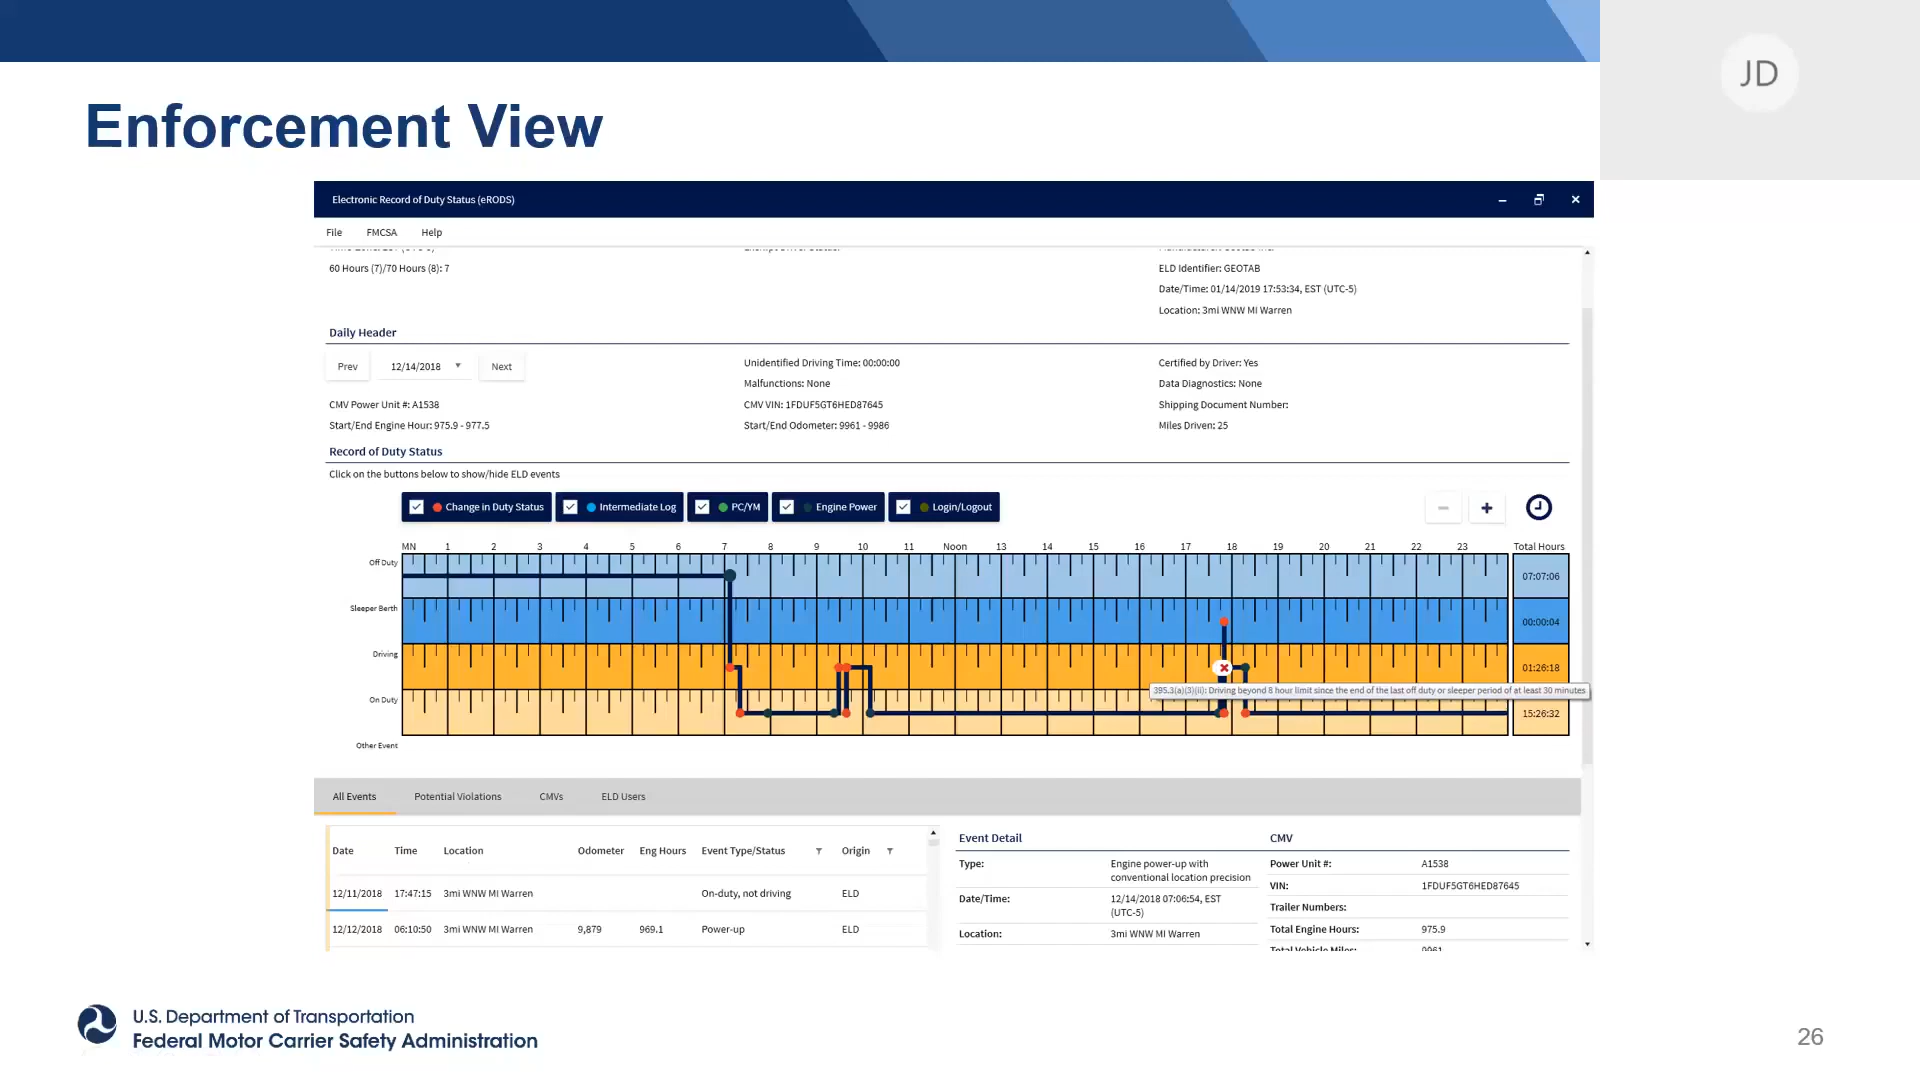 JD
Enforcement View
Electronic Record of Duty Status (eRODS)
File FMCSA Help
60 Hours (7)/70 Hours (8): 7
ELD Identifier: GEOTAB
Date/Time: 01/14/2019 17:53:34, EST (UTC-5)
Location: 3mi WNW MI Warren
Daily Header
Prev 12/14/2018 Next
Unidentified Driving Time: 00:00:00
Certified by Driver: Yes
Malfunctions: None
Data Diagnostics: None
CMV Power Unit #: A1538
CMV VIN: 1FDUF5GT6HED87645
Shipping Document Number:
Start/End Engine Hour: 975.9 - 977.5
Start/End Odometer: 9961 - 9986
Miles Driven: 25
Record of Duty Status
Click on the buttons below to show/hide ELD events
Change in Duty Status Intermediate Log PC/YM Engine Power Login/Logout
MN 1 2 3 4 5 6 7 8 9 10 11 Noon 13 14 15 16 17 18 19 20 21 22 23 Total Hours
Off Duty 07:07:06
Sleeper Berth 00:00:04
Driving 01:26:18
395.3(a)(3)(ii): Driving beyond 8 hour limit since the end of the last off duty or sleeper period of at least 30 minutes
On Duty 15:26:32
Other Event
All Events Potential Violations CMVs ELD Users
Date Time Location Odometer Eng Hours Event Type/Status Origin
12/11/2018 17:47:15 3mi WNW MI Warren On-duty, not driving ELD
12/12/2018 06:10:50 3mi WNW MI Warren 9,879 969.1 Power-up ELD
Event Detail
Type: Engine power-up with
conventional location precision
Date/Time: 12/14/2018 07:06:54, EST
(UTC-5)
Location: 3mi WNW MI Warren
CMV
Power Unit #: A1538
VIN: 1FDUF5GT6HED87645
Trailer Numbers:
Total Engine Hours: 975.9
Total Vehicle Miles: 9961
U.S. Department of Transportation
Federal Motor Carrier Safety Administration
26